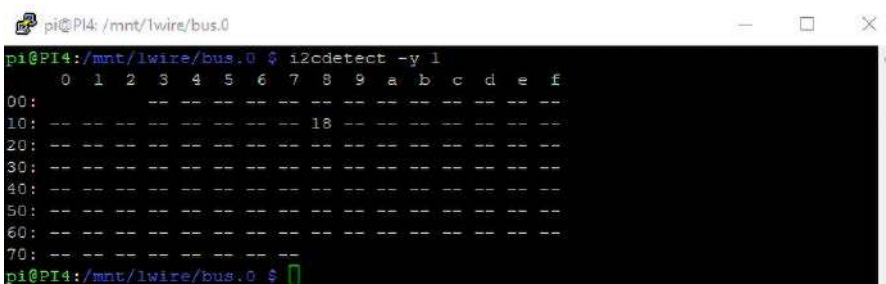 pi@PI4: /mnt/1wire/bus.0
pi@PI4:/mnt/1wire/bus.0 $ i2cdetect -y 1
     0  1  2  3  4  5  6  7  8  9  a  b  c  d  e  f
00:          -- -- -- -- -- -- -- -- -- -- -- -- --
10: -- -- -- -- -- -- -- -- 18 -- -- -- -- -- -- --
20: -- -- -- -- -- -- -- -- -- -- -- -- -- -- -- --
30: -- -- -- -- -- -- -- -- -- -- -- -- -- -- -- --
40: -- -- -- -- -- -- -- -- -- -- -- -- -- -- -- --
50: -- -- -- -- -- -- -- -- -- -- -- -- -- -- -- --
60: -- -- -- -- -- -- -- -- -- -- -- -- -- -- -- --
70: -- -- -- -- -- -- -- --
pi@PI4:/mnt/1wire/bus.0 $